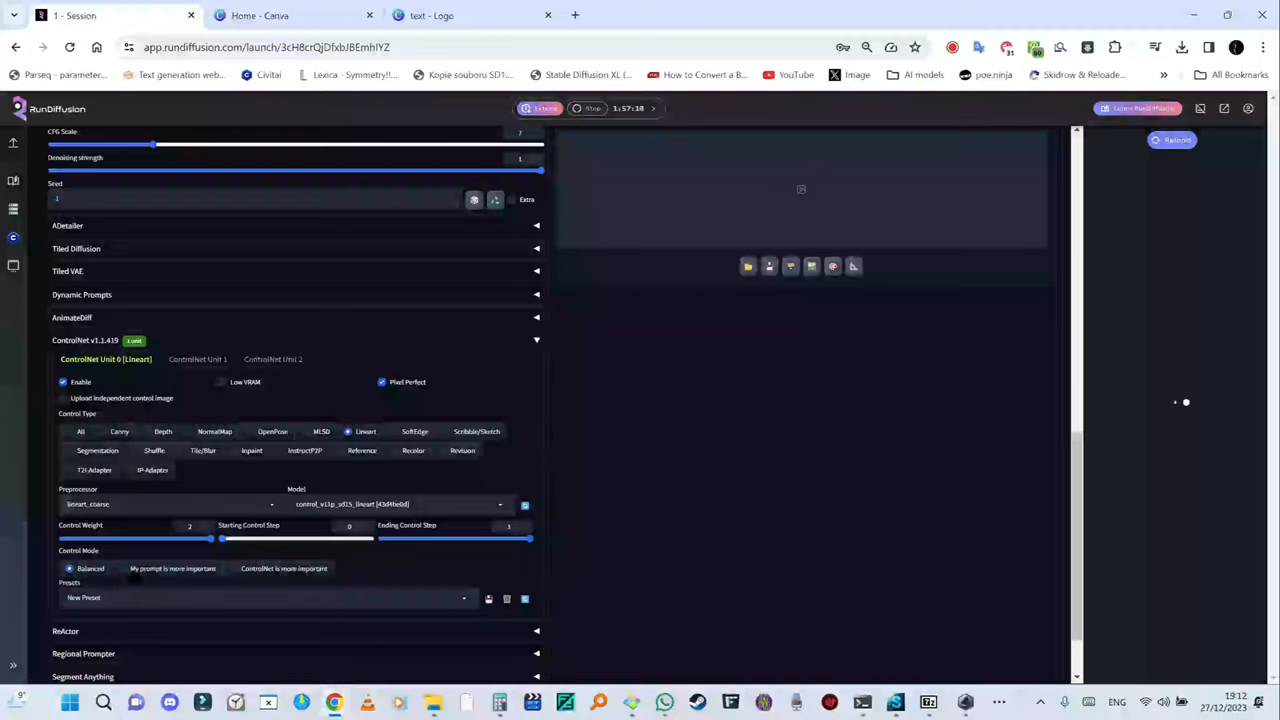 1 - Session
Home - Canva
text - Logo
app.rundiffusion.com/launch/3cH8crQjDfxbJBEmhIYZ
Parseq - parameter...
Text generation web...
Civitai
Lexica - Symmetry!!...
Kopie souboru SD1...
Stable Diffusion XL (...
How to Convert a B...
YouTube
Image
AI models
poe.ninja
Skidrow & Reloade...
All Bookmarks
RunDiffusion
Extend
Stop
1:57:18
Learn RunDiffusion
Reload
CFG Scale
7
Denoising strength
1
Seed
-1
Extra
ADetailer
Tiled Diffusion
Tiled VAE
Dynamic Prompts
AnimateDiff
ControlNet v1.1.419
1 unit
ControlNet Unit 0 [Lineart]
ControlNet Unit 1
ControlNet Unit 2
Enable
Low VRAM
Pixel Perfect
Upload independent control image
Control Type
All
Canny
Depth
NormalMap
OpenPose
MLSD
Lineart
SoftEdge
Scribble/Sketch
Segmentation
Shuffle
Tile/Blur
Inpaint
InstructP2P
Reference
Recolor
Revision
T2I-Adapter
IP-Adapter
Preprocessor
Model
lineart_coarse
control_v11p_sd15_lineart [43d4be0d]
Control Weight
2
Starting Control Step
0
Ending Control Step
1
Control Mode
Balanced
My prompt is more important
ControlNet is more important
Presets
New Preset
ReActor
Regional Prompter
Segment Anything
9°
ENG
19:12
27/12/2023